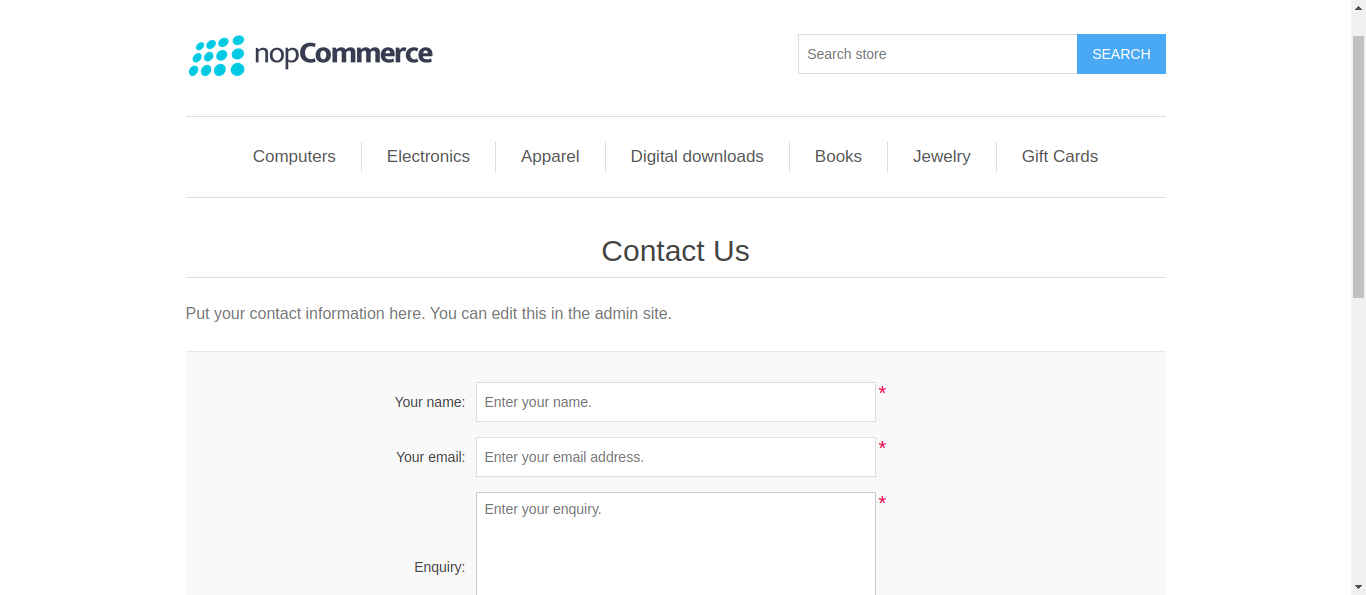 nopCommerce
Search store
SEARCH
Computers
Electronics
Apparel
Digital downloads
Books
Jewelry
Gift Cards
Contact Us
Put your contact information here. You can edit this in the admin site.
Your name:
Enter your name.
*
Your email:
Enter your email address.
*
Enter your enquiry.
*
Enquiry: